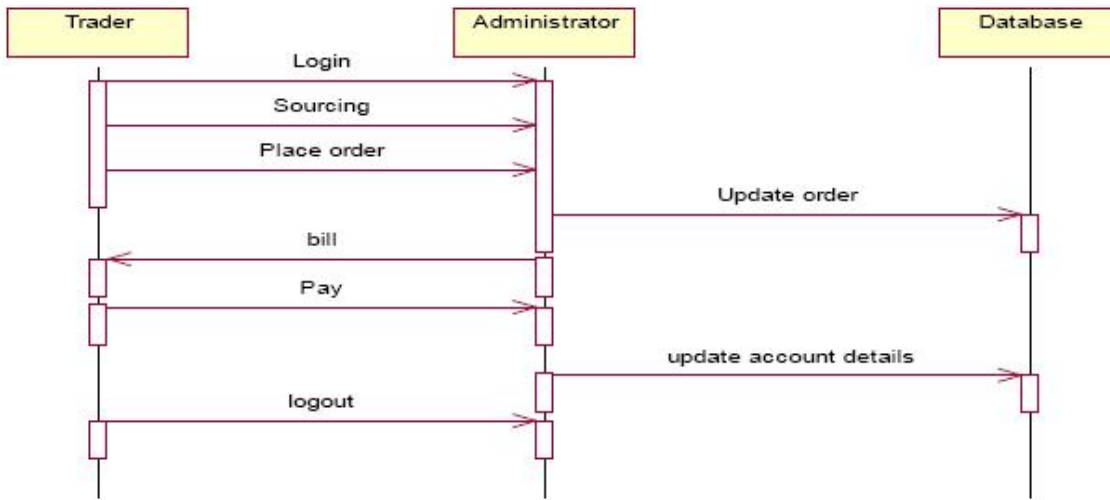 Trader
Administrator
Database
Login
Sourcing
Place order
Update order
bill
Pay
update account details
logout